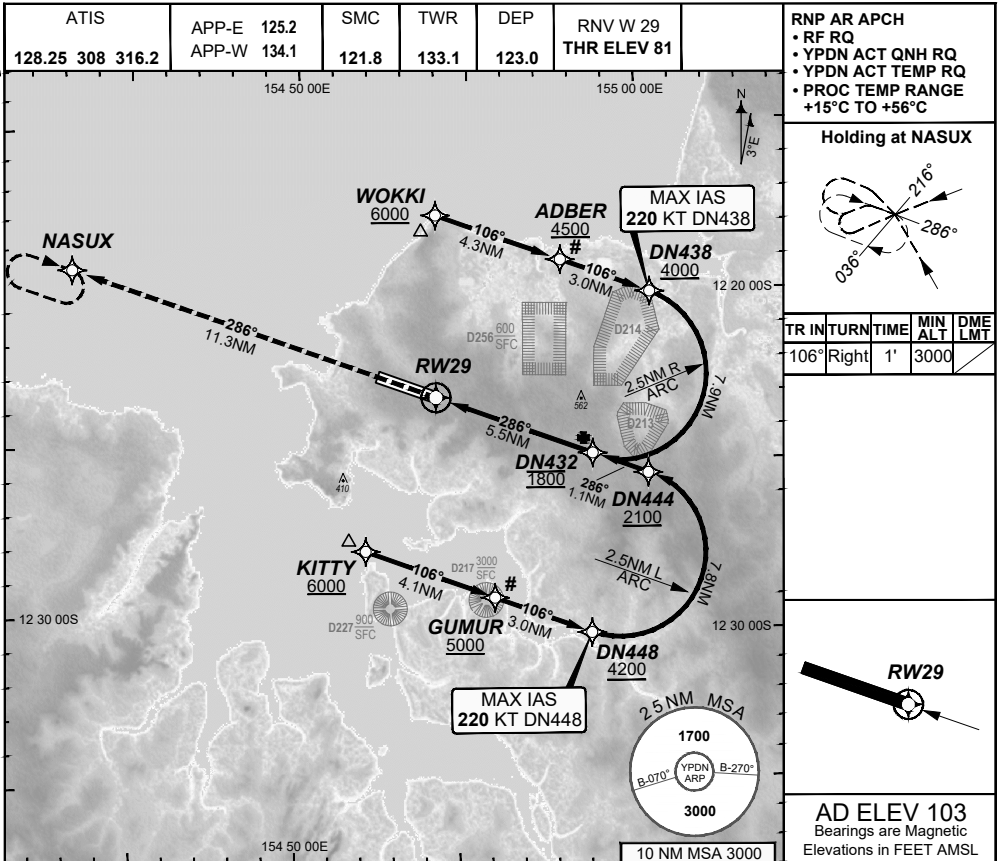 ATIS
128.25 308 316.2
APP-E 125.2
APP-W 134.1
SMC
121.8
TWR
133.1
DEP
123.0
RNV W 29
THR ELEV 81
RNP AR APCH
• RF RQ
• YPDN ACT QNH RQ
• YPDN ACT TEMP RQ
• PROC TEMP RANGE
+15°C TO +56°C
Holding at NASUX
216°
286°
036°
TR IN TURN TIME MIN ALT DME LMT
106° Right 1' 3000
154 50 00E
155 00 00E
N
3°E
WOKKI
6000
106°
4.3NM
ADBER
4500
#
106°
3.0NM
MAX IAS
220 KT DN438
DN438
4000
NASUX
12 20 00S
D256 600
SFC
D214
286°
11.3NM
RW29
2.5NM R
ARC
7.9NM
562
D213
286°
5.5NM
DN432
1800
286°
1.1NM
DN444
2100
410
KITTY
6000
106°
4.1NM
D217 3000
SFC
#
106°
3.0NM
2.5NM L
ARC
7.8NM
12 30 00S
D227 900
SFC
GUMUR
5000
12 30 00S
DN448
4200
MAX IAS
220 KT DN448
RW29
25 NM MSA
1700
B-070°
YPDN
ARP
B-270°
3000
154 50 00E
10 NM MSA 3000
AD ELEV 103
Bearings are Magnetic
Elevations in FEET AMSL